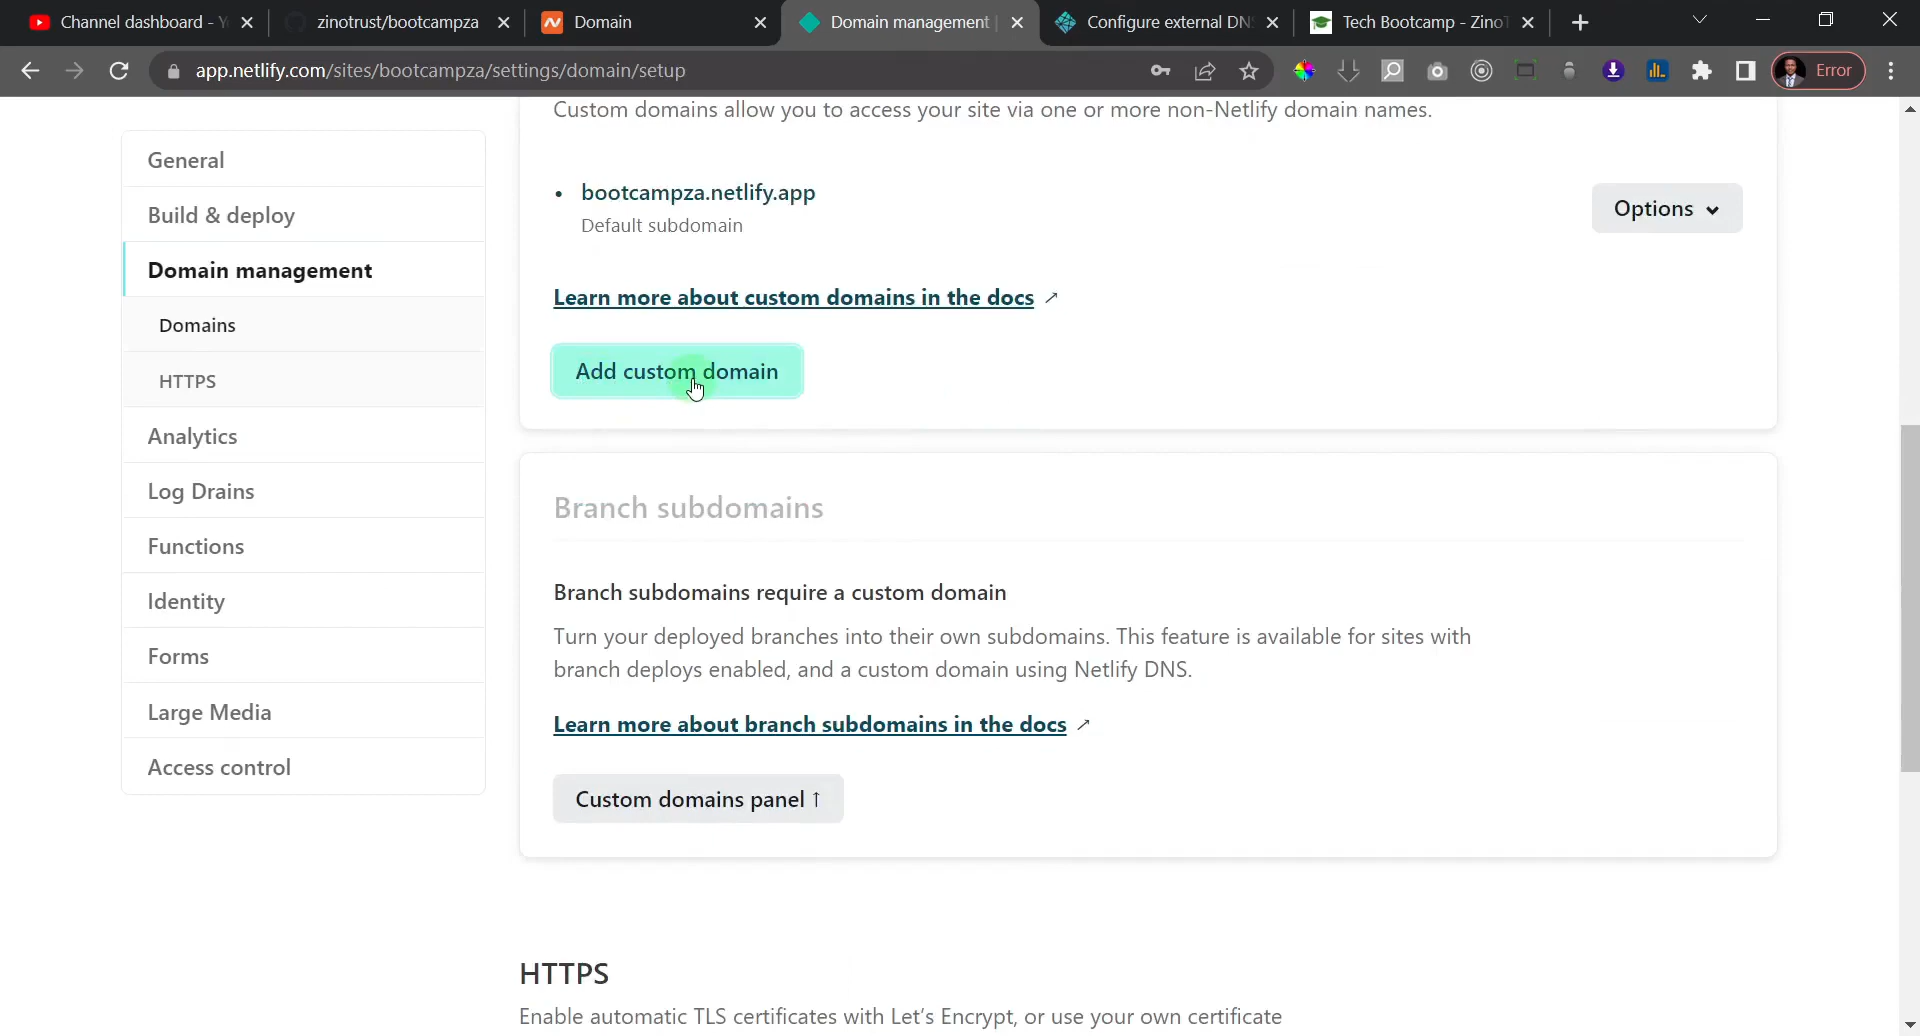 Channel dashboard - Y
zinotrust/bootcampza
Domain
Domain management
Configure external DN
Tech Bootcamp - Zino
app.netlify.com/sites/bootcampza/settings/domain/setup
Error
Custom domains allow you to access your site via one or more non-Netlify domain names.
General
Build & deploy
Domain management
Domains
HTTPS
Analytics
Log Drains
Functions
Identity
Forms
Large Media
Access control
• bootcampza.netlify.app
Default subdomain
Options
Learn more about custom domains in the docs ↗
Add custom domain
Branch subdomains
Branch subdomains require a custom domain
Turn your deployed branches into their own subdomains. This feature is available for sites with
branch deploys enabled, and a custom domain using Netlify DNS.
Learn more about branch subdomains in the docs ↗
Custom domains panel ↑
HTTPS
Enable automatic TLS certificates with Let's Encrypt, or use your own certificate